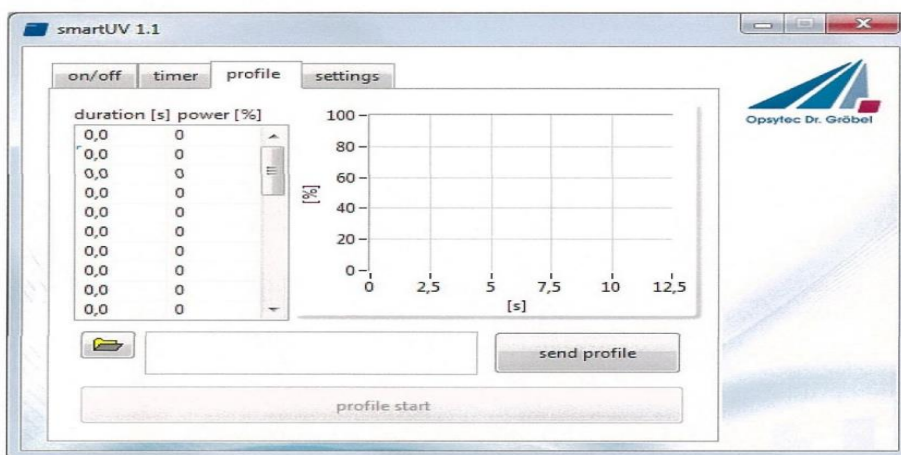 smartUV 1.1
on/off timer profile settings
Opsytec Dr. Gröbel
duration [s] power [%]
0,0 0
0,0 0
0,0 0
0,0 0
0,0 0
0,0 0
0,0 0
0,0 0
0,0 0
0,0 0
100
80
60
40
20
0
[%]
0 2,5 5 7,5 10 12,5
[s]
send profile
profile start